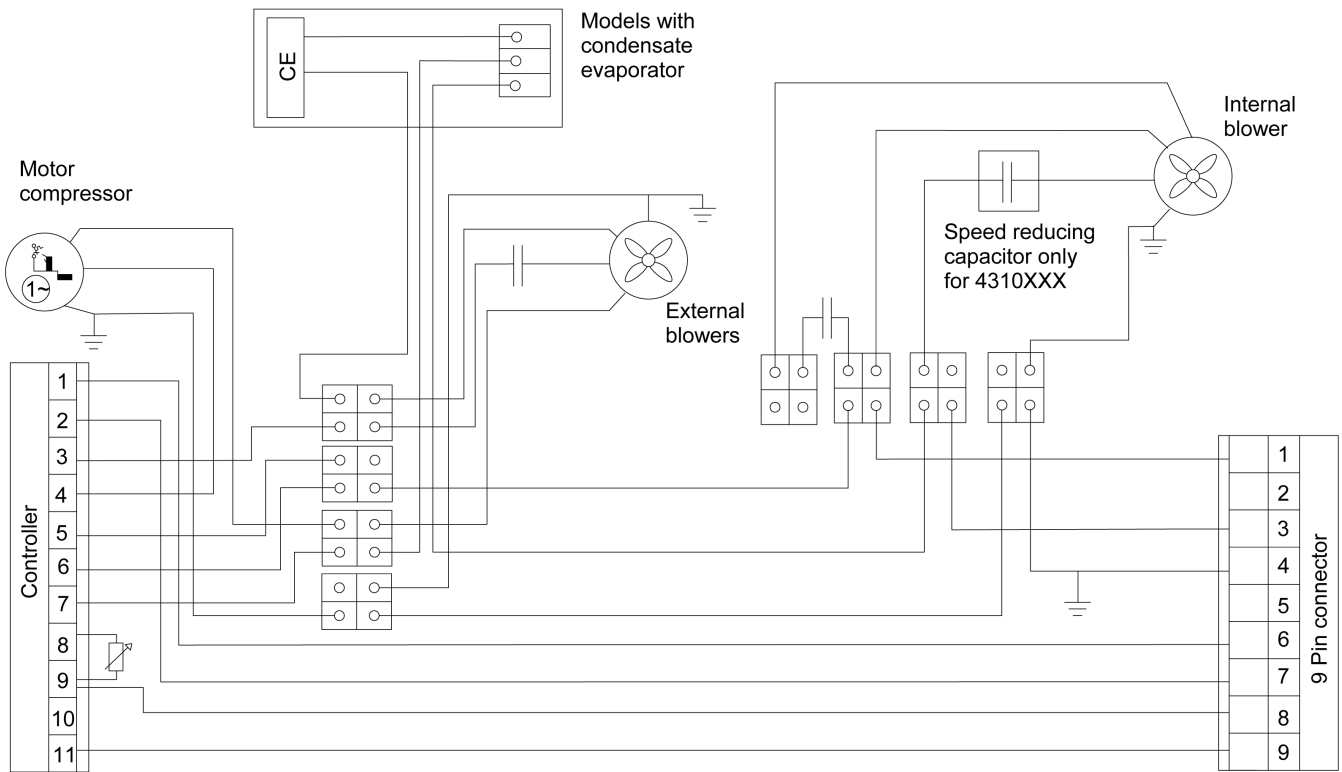 Models with
condensate
evaporator
CE
Internal
blower
Motor
compressor
1~
Speed reducing
capacitor only
for 4310XXX
External
blowers
Controller
1
2
3
4
5
6
7
8
9
10
11
1
2
3
4
5
6
7
8
9
9 Pin connector